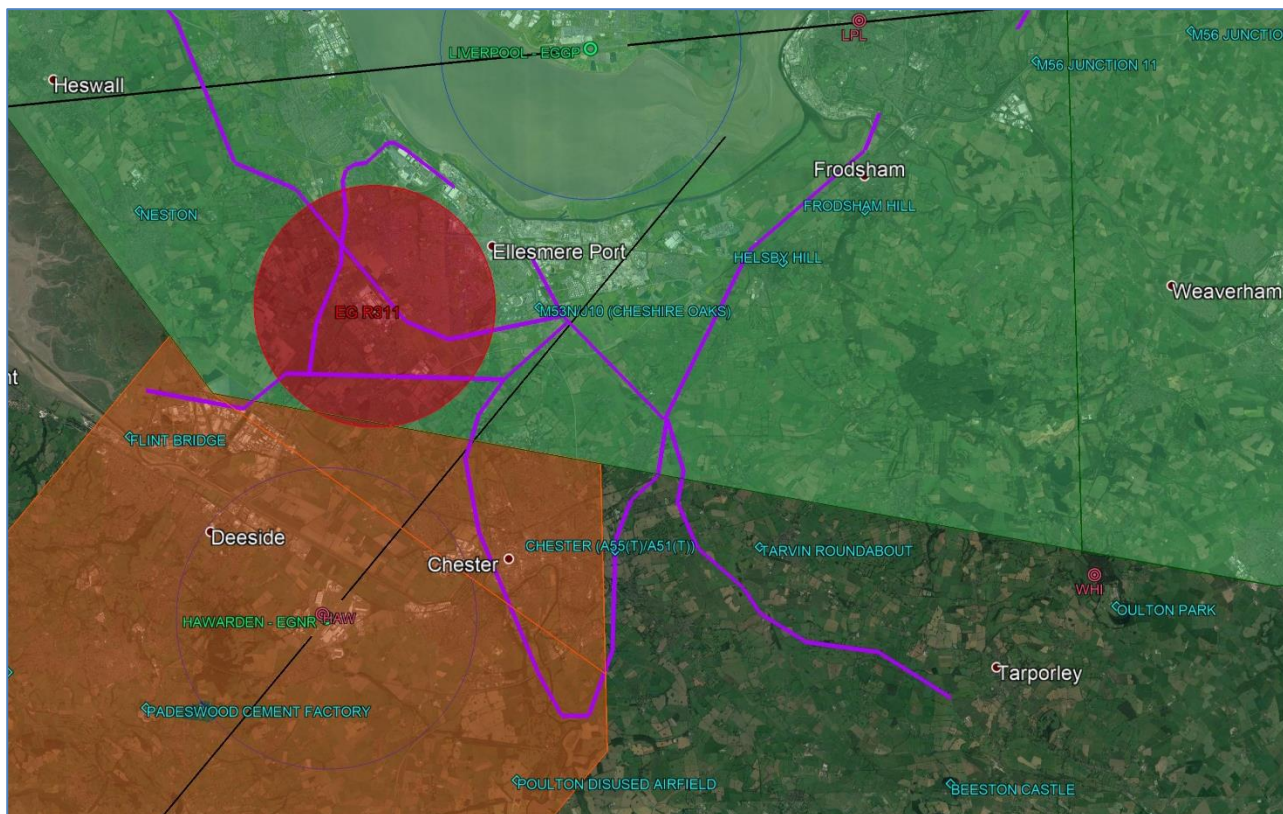 LPL
M56 JUNCTIO
LIVERPOOL - EGGP
M56 JUNCTION 11
Heswall
Frodsham
NESTON
FRODSHAM HILL
Ellesmere Port
HELSBY HILL
Weaverham
EG R311
M53N/J10 (CHESHIRE OAKS)
nt
FLINT BRIDGE
Deeside
CHESTER (A55(T)/A51(T))
TARVIN ROUNDABOUT
Chester
WHI
HAWARDEN - EGNR
HAW
OULTON PARK
Tarporley
PADESWOOD CEMENT FACTORY
POULTON DISUSED AIRFIELD
BEESTON CASTLE